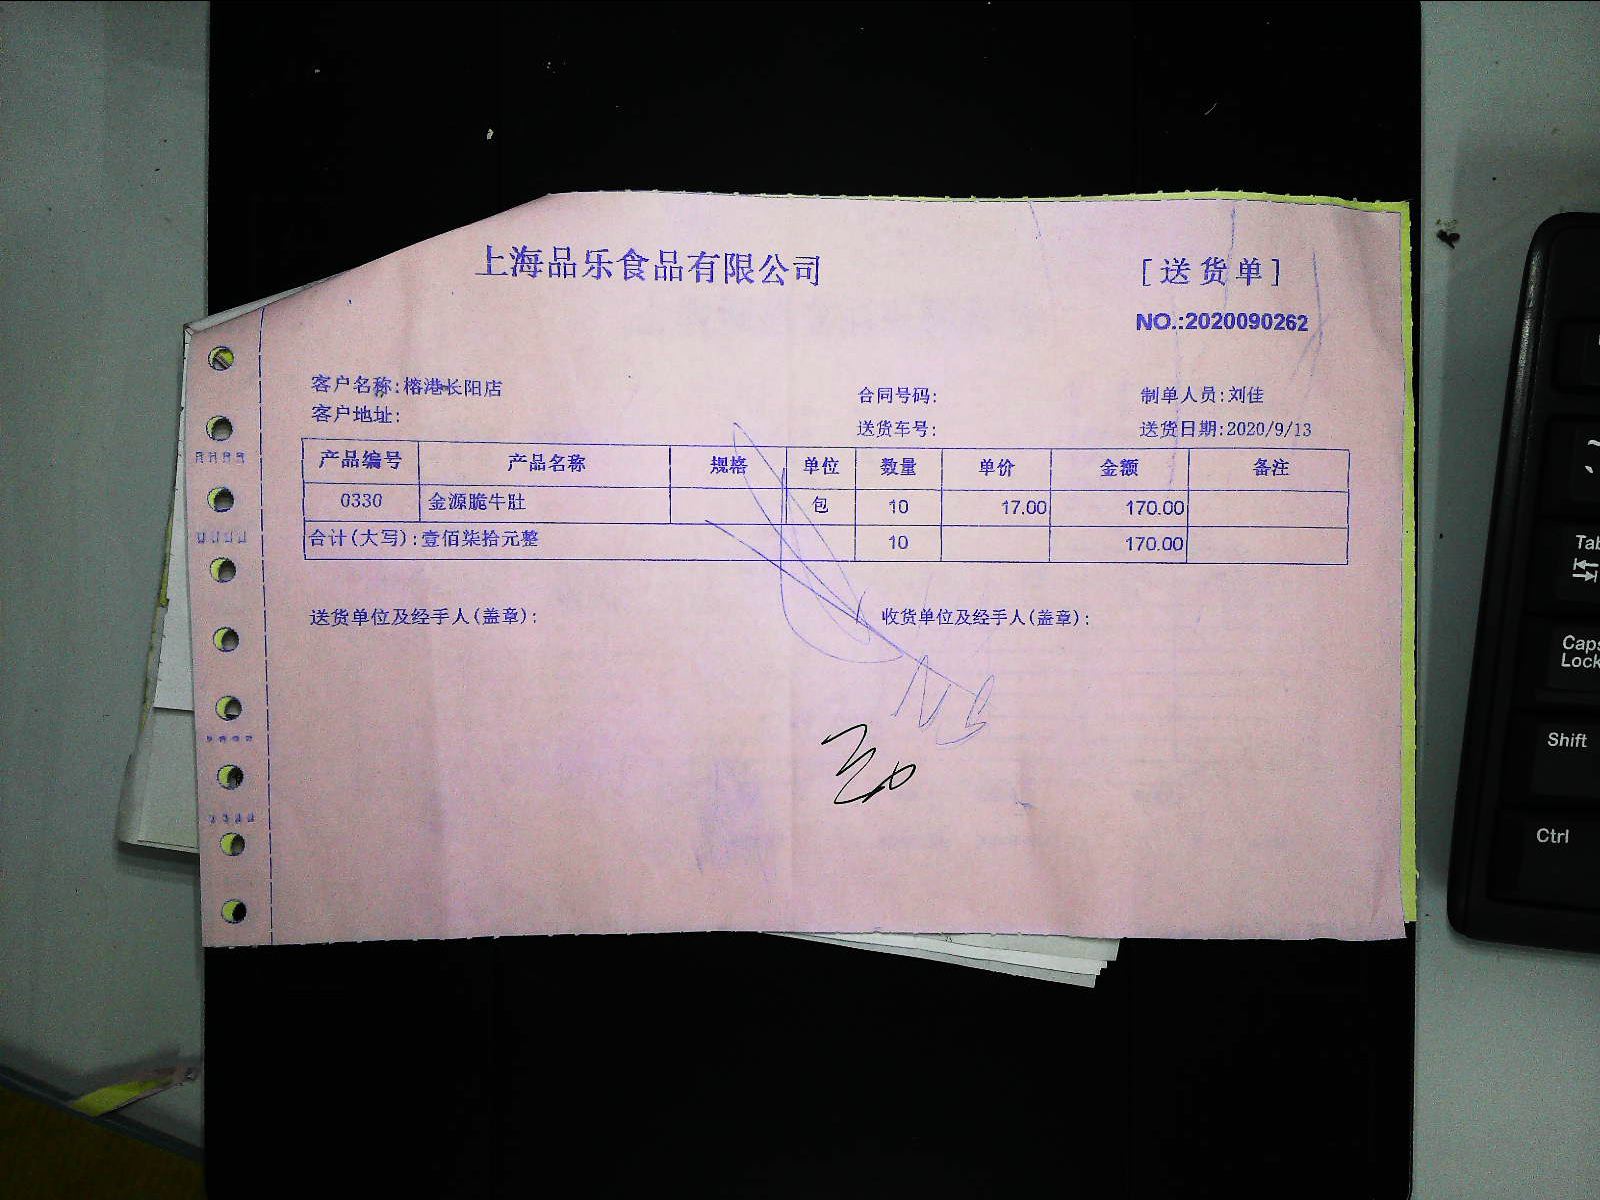 上海品乐食品有限公司
[送货单]
NO.:2020090262
客户名称:榕港长阳店
合同号码:
制单人员:刘佳
客户地址:
送货车号:
送货日期:2020/9/13
产品编号 产品名称 规格 单位 数量 单价 金额 备注
0330 金源脆牛肚 包 10 17.00 170.00
合计(大写):壹佰柒拾元整 10 170.00
送货单位及经手人(盖章):
收货单位及经手人(盖章):
Tab
Caps
Lock
Shift
Ctrl